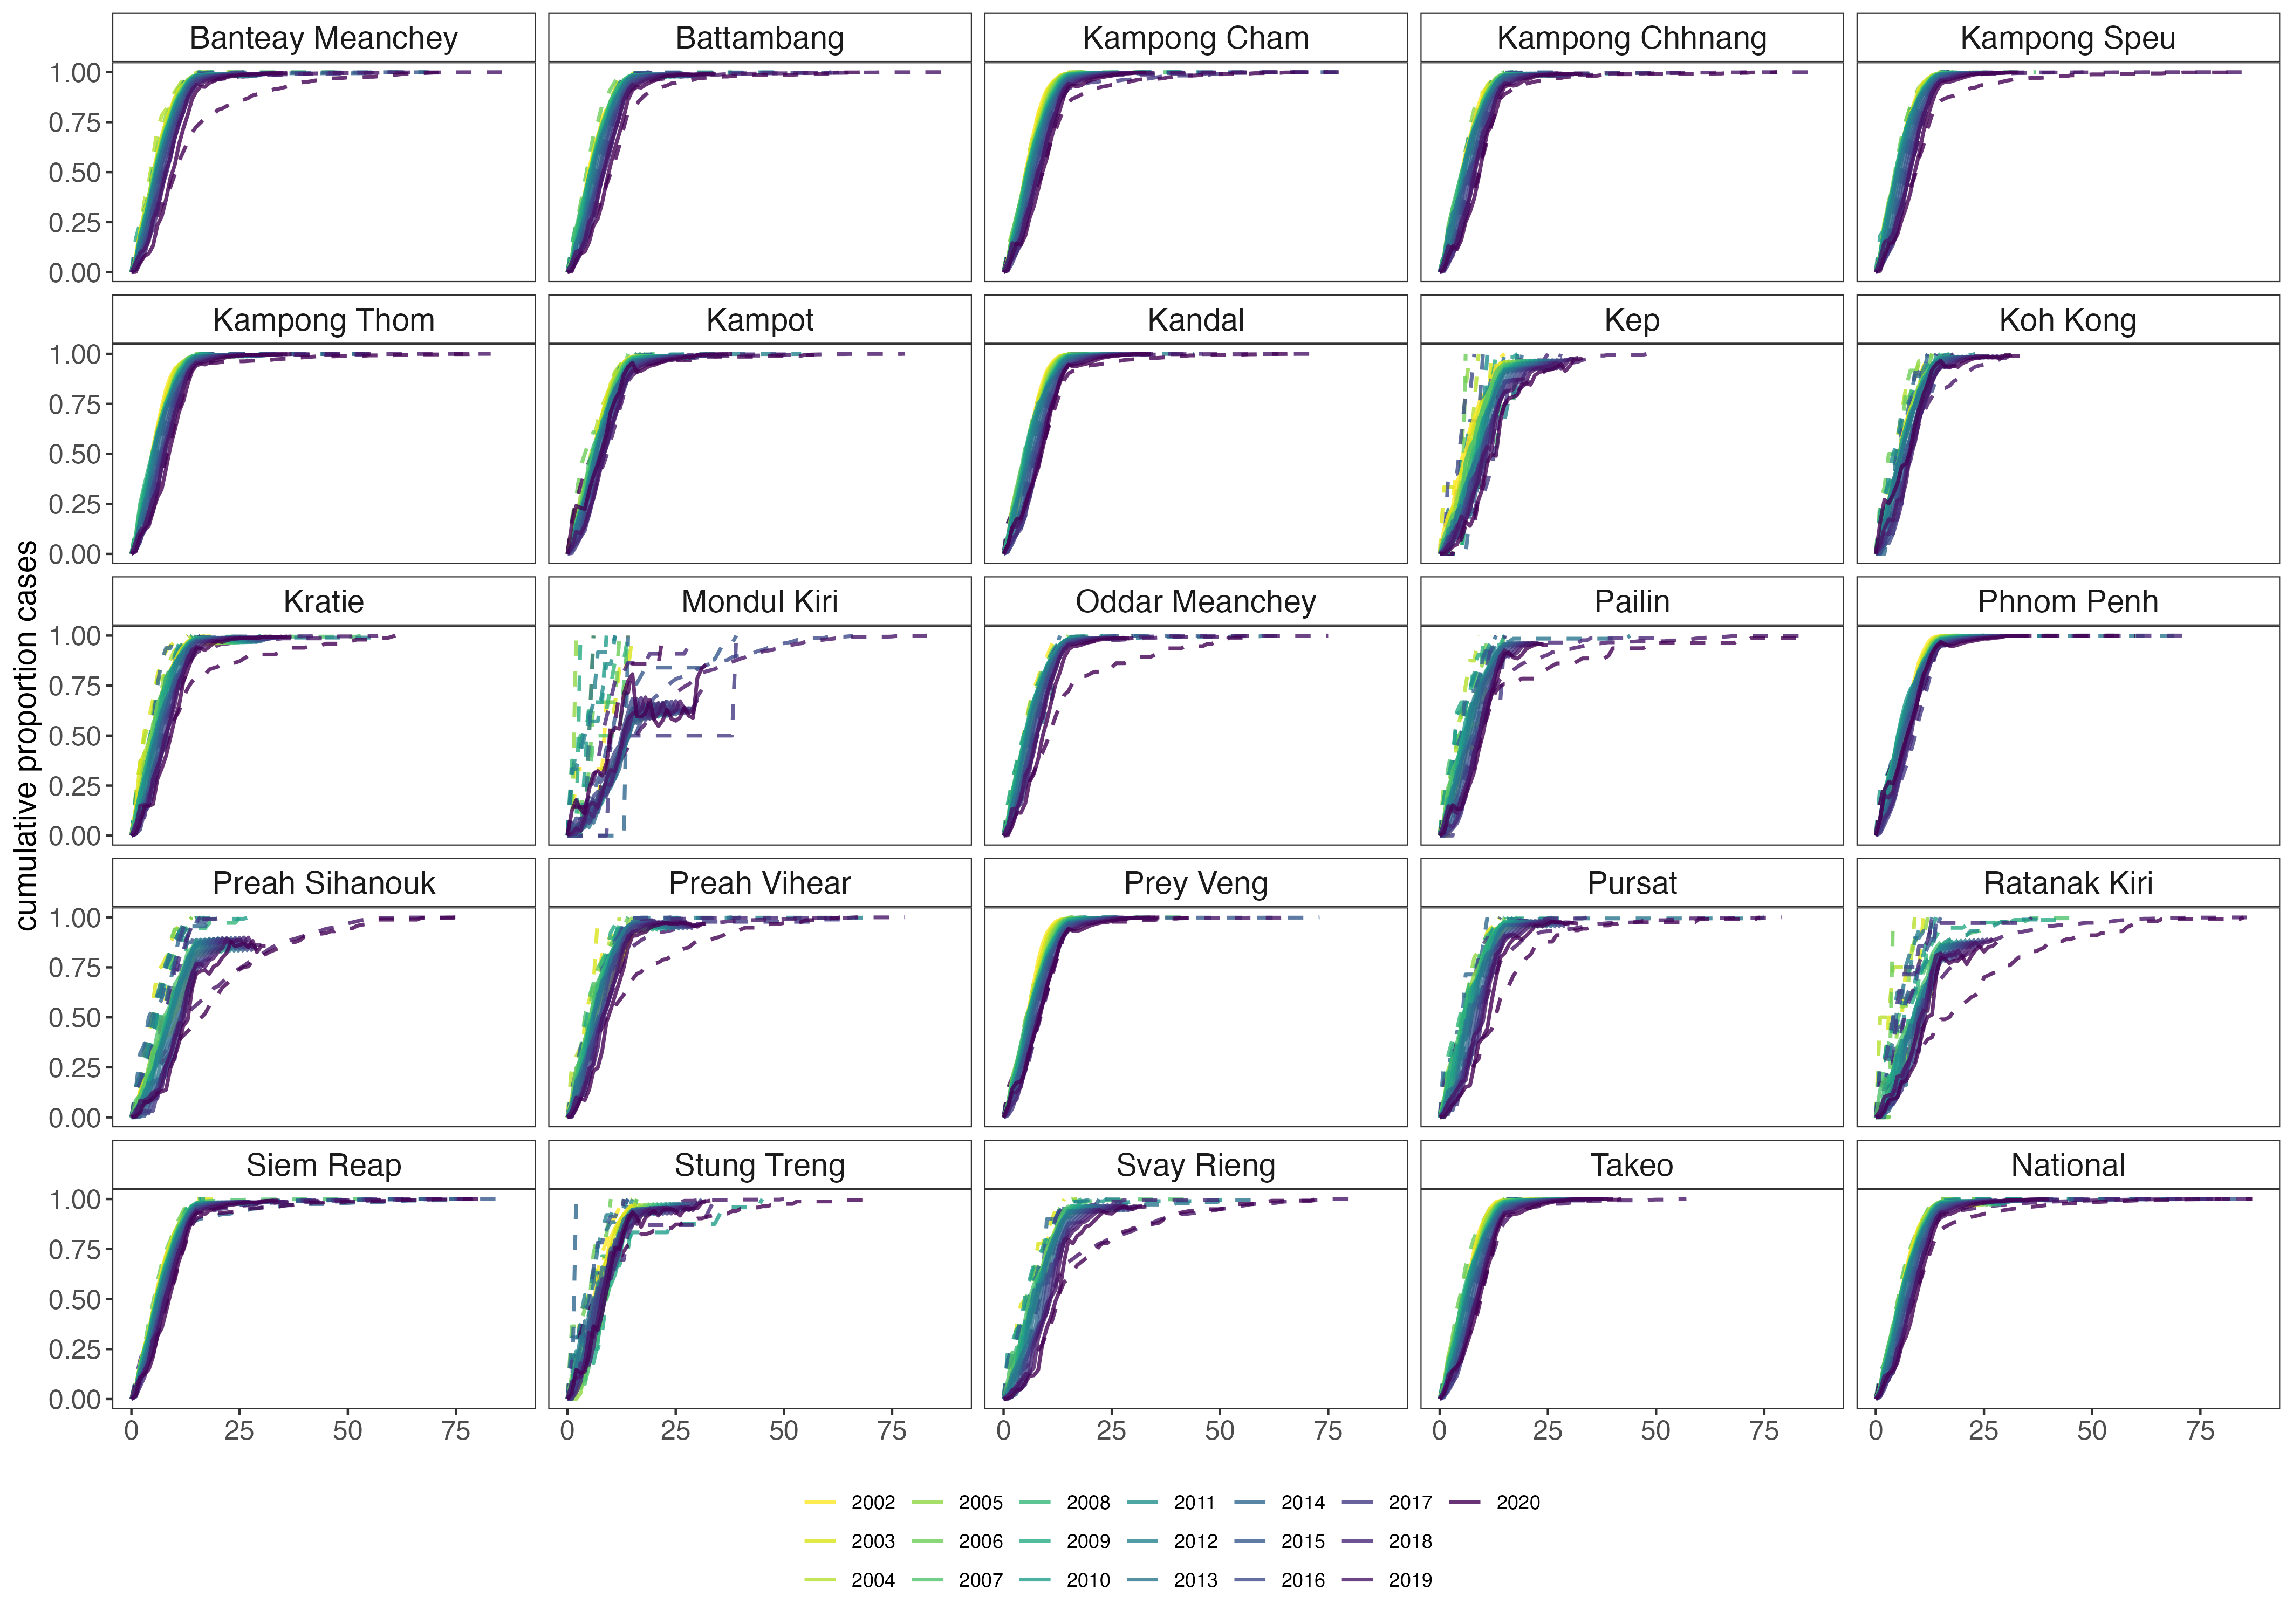 Banteay Meanchey Battambang Kampong Cham Kampong Chhnang Kampong Speu
1.00
0.75
0.50
0.25
0.00
Kampong Thom Kampot Kandal Kep Koh Kong
1.00
0.75
0.50
0.25
0.00
Kratie Mondul Kiri Oddar Meanchey Pailin Phnom Penh
1.00
0.75
0.50
0.25
0.00
cumulative proportion cases
Preah Sihanouk Preah Vihear Prey Veng Pursat Ratanak Kiri
1.00
0.75
0.50
0.25
0.00
Siem Reap Stung Treng Svay Rieng Takeo National
1.00
0.75
0.50
0.25
0.00
0 25 50 75 0 25 50 75 0 25 50 75 0 25 50 75 0 25 50 75
2002 2005 2008 2011 2014 2017 2020
2003 2006 2009 2012 2015 2018
2004 2007 2010 2013 2016 2019